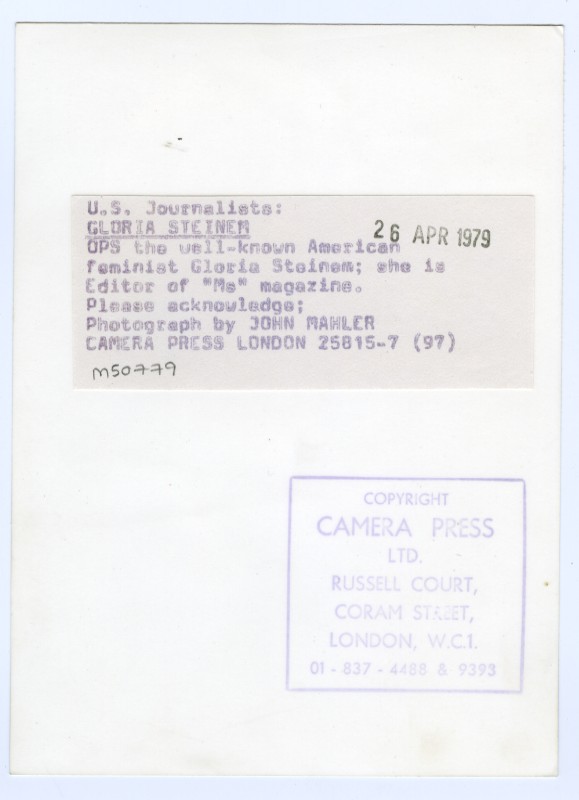 U.S. Journalists:
GLORIA STEINEM
26 APR 1979
OPS the well-known American
feminist Gloria Steinem; she is
Editor of "Ms" magazine.
Please acknowledge;
Photograph by JOHN MAHLER
CAMERA PRESS LONDON 25815-7 (97)
M50779
COPYRIGHT
CAMERA PRESS
LTD.
RUSSELL COURT,
CORAM STREET,
LONDON, W.C.1.
01 - 837 - 4488 & 9393